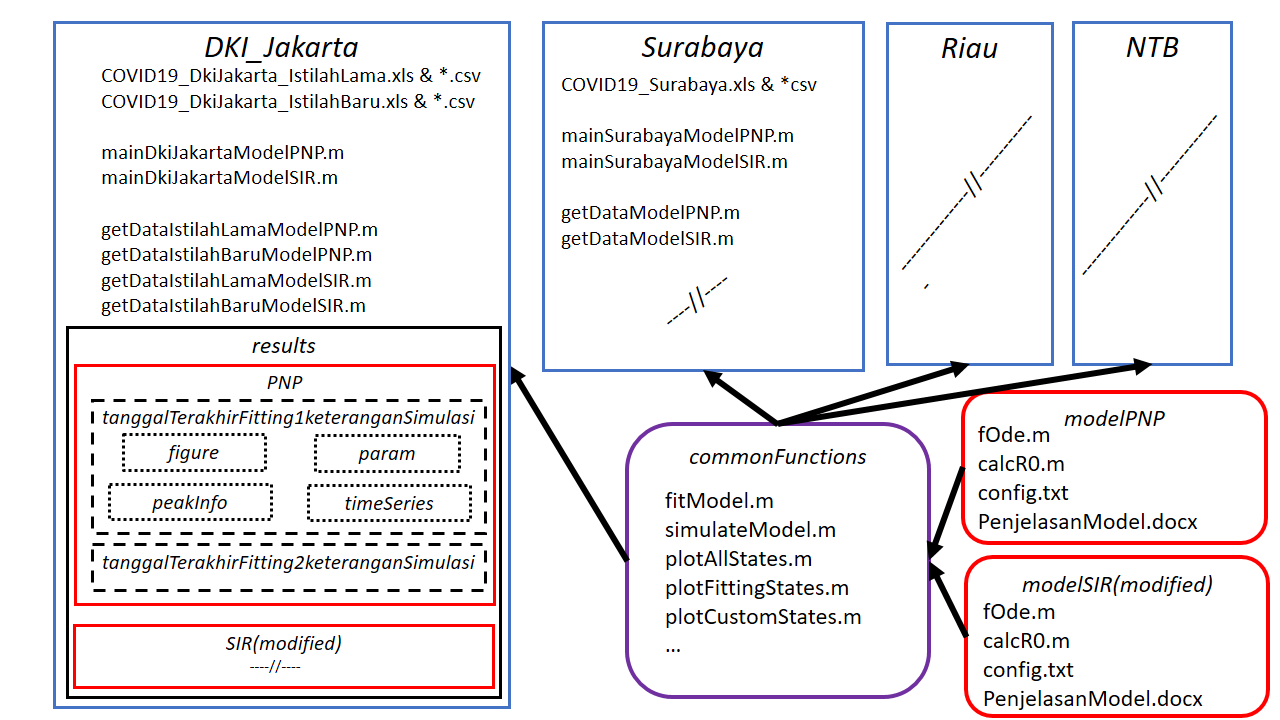 DKI_Jakarta
COVID19_DkiJakarta_IstilahLama.xls & *.csv
COVID19_DkiJakarta_IstilahBaru.xls & *.csv
mainDkiJakartaModelPNP.m
mainDkiJakartaModelSIR.m
getDataIstilahLamaModelPNP.m
getDataIstilahBaruModelPNP.m
getDataIstilahLamaModelSIR.m
getDataIstilahBaruModelSIR.m
results
PNP
tanggalTerakhirFitting1keteranganSimulasi
figure
param
peakInfo
timeSeries
tanggalTerakhirFitting2keteranganSimulasi
SIR(modified)
----//----
Surabaya
COVID19_Surabaya.xls & *csv
mainSurabayaModelPNP.m
mainSurabayaModelSIR.m
getDataModelPNP.m
getDataModelSIR.m
-----//-----
Riau
NTB
commonFunctions
fitModel.m
simulateModel.m
plotAllStates.m
plotFittingStates.m
plotCustomStates.m
...
modelPNP
fOde.m
calcR0.m
config.txt
PenjelasanModel.docx
modelSIR(modified)
fOde.m
calcR0.m
config.txt
PenjelasanModel.docx